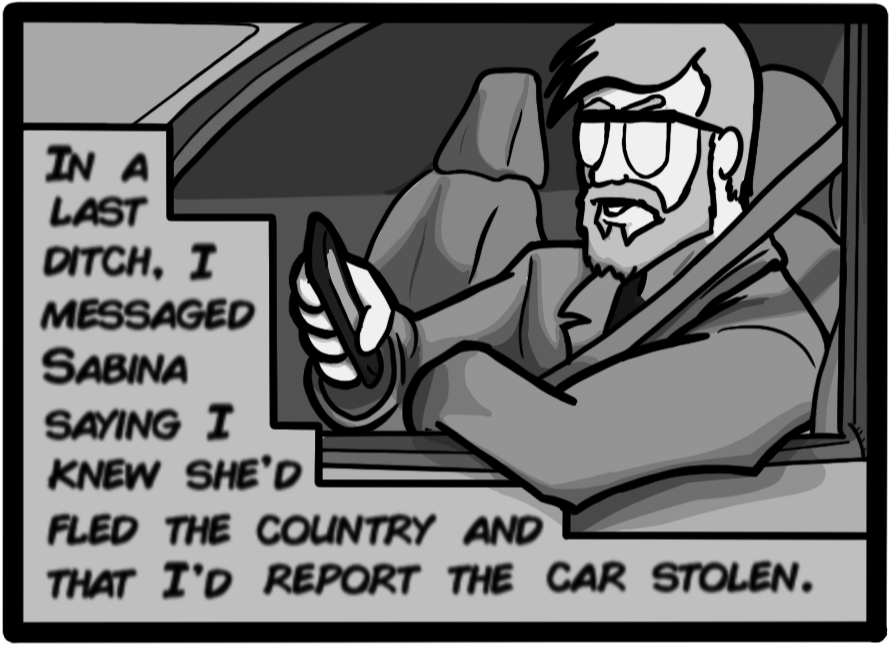 In a
last
ditch, I
messaged
Sabina
saying I
knew she'd
fled the country and
that I'd report the car stolen.